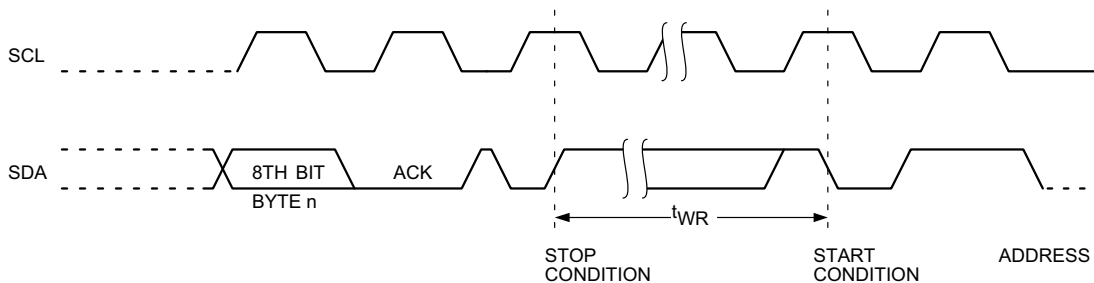 SCL
SDA
8TH BIT
ACK
BYTE n
tWR
STOP
CONDITION
START
CONDITION
ADDRESS